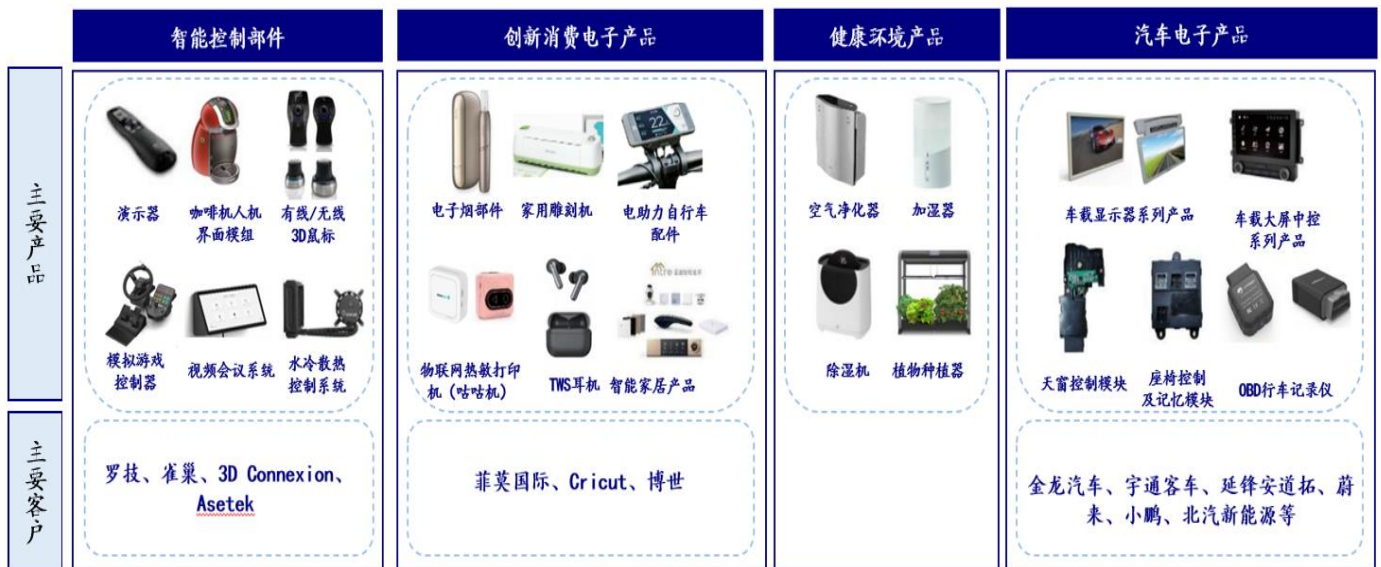 智能控制部件
创新消费电子产品
健康环境产品
汽车电子产品
主要产品
演示器
咖啡机人机
界面模组
有线/无线
3D鼠标
模拟游戏
控制器
视频会议系统
水冷散热
控制系统
电子烟部件
家用雕刻机
电助力自行车
配件
物联网热敏打印
机（咕咕机）
TWS耳机
智能家居产品
空气净化器
加湿器
除湿机
植物种植器
车载显示器系列产品
车载大屏中控
系列产品
天窗控制模块
座椅控制
及记忆模块
OBD行车记录仪
主要客户
罗技、雀巢、3D Connexion、
Asetek
菲莫国际、Cricut、博世
金龙汽车、宇通客车、延锋安道拓、蔚
来、小鹏、北汽新能源等